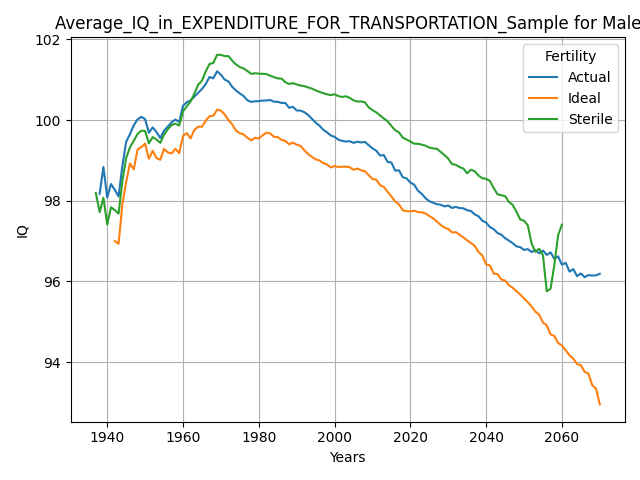 Average_IQ_in_EXPENDITURE_FOR_TRANSPORTATION_Sample for Male
102
100
98
96
94
IQ
1940
1960
1980
2000
2020
2040
2060
Years
Fertility
Actual
Ideal
Sterile